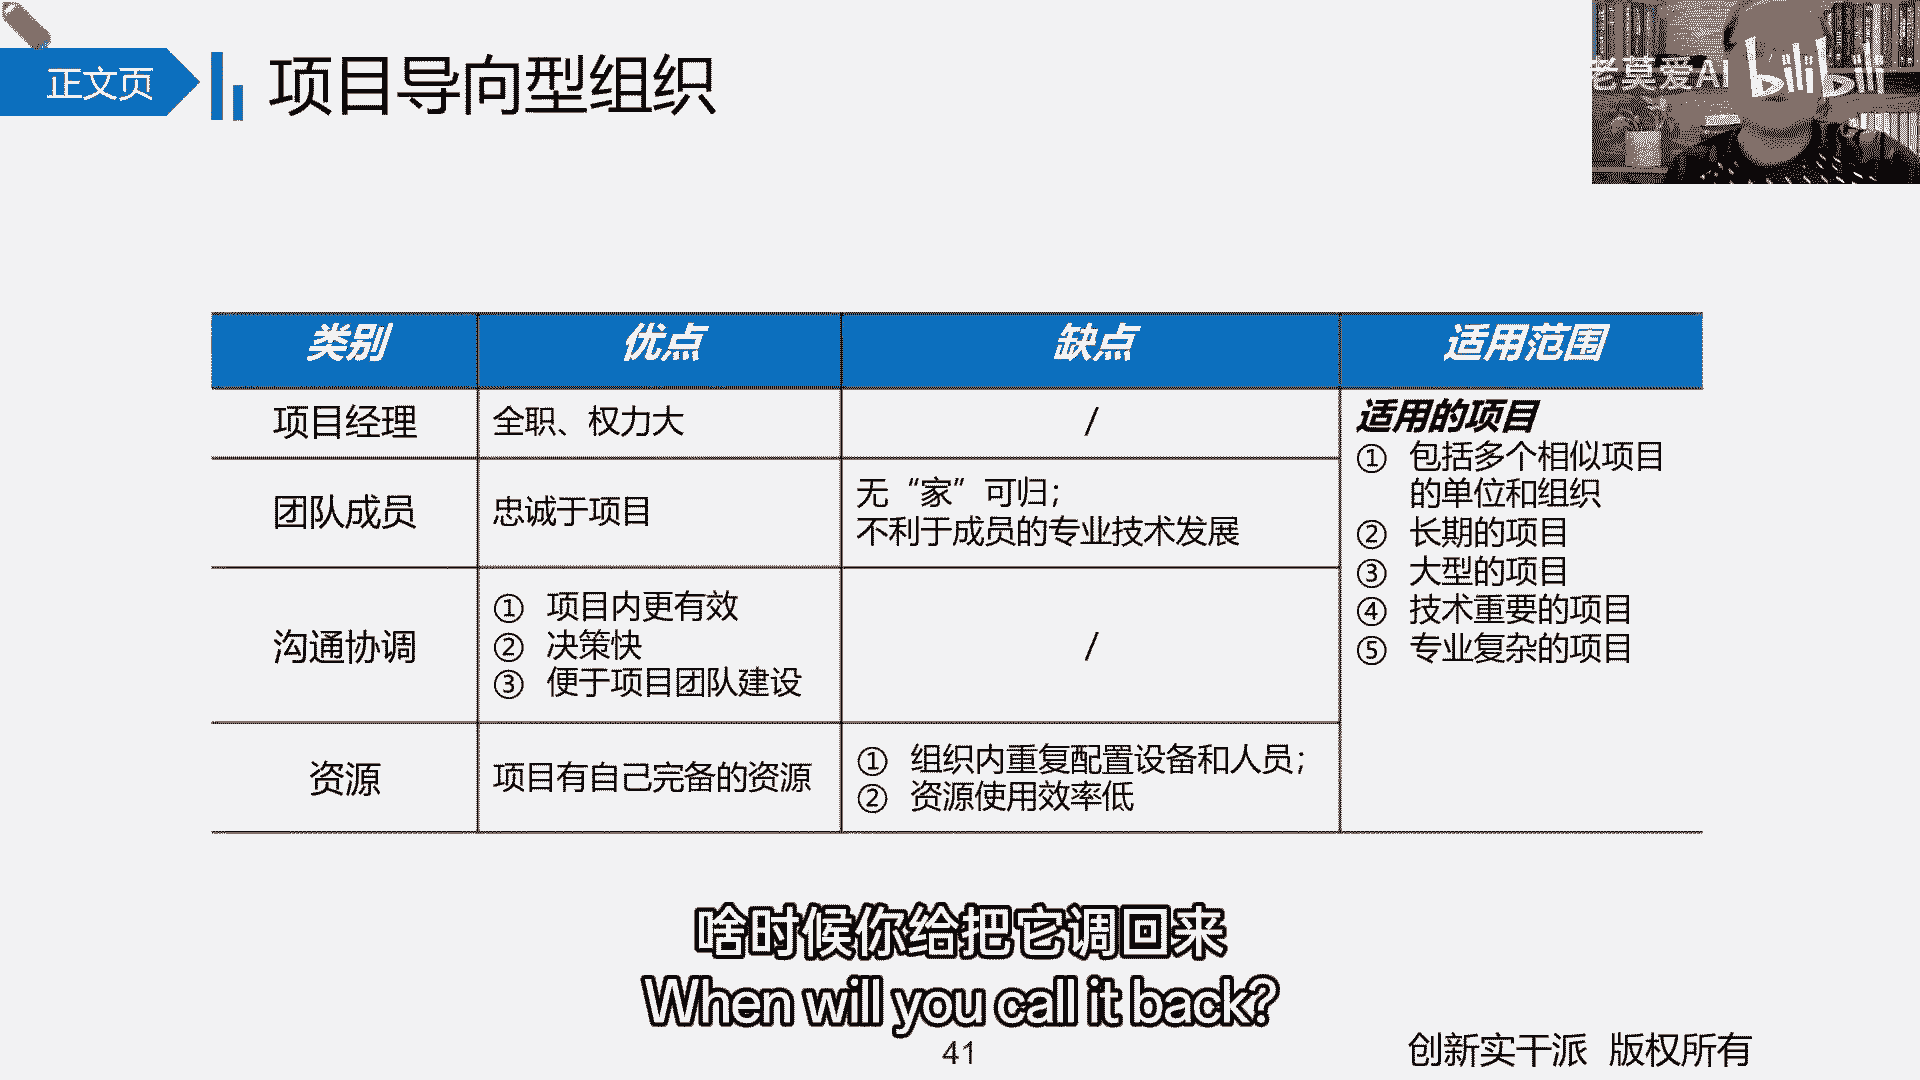 正文页
项目导向型组织
老莫爱AI
bilibili
类别 优点 缺点 适用范围
项目经理 全职、权力大 /
团队成员 忠诚于项目
无“家”可归;
不利于成员的专业技术发展
沟通协调
① 项目内更有效
② 决策快
③ 便于项目团队建设
/
资源 项目有自己完备的资源
① 组织内重复配置设备和人员;
② 资源使用效率低
适用的项目
① 包括多个相似项目
的单位和组织
② 长期的项目
③ 大型的项目
④ 技术重要的项目
⑤ 专业复杂的项目
啥时候你给把它调回来
When will you call it back?
41
创新实干派 版权所有